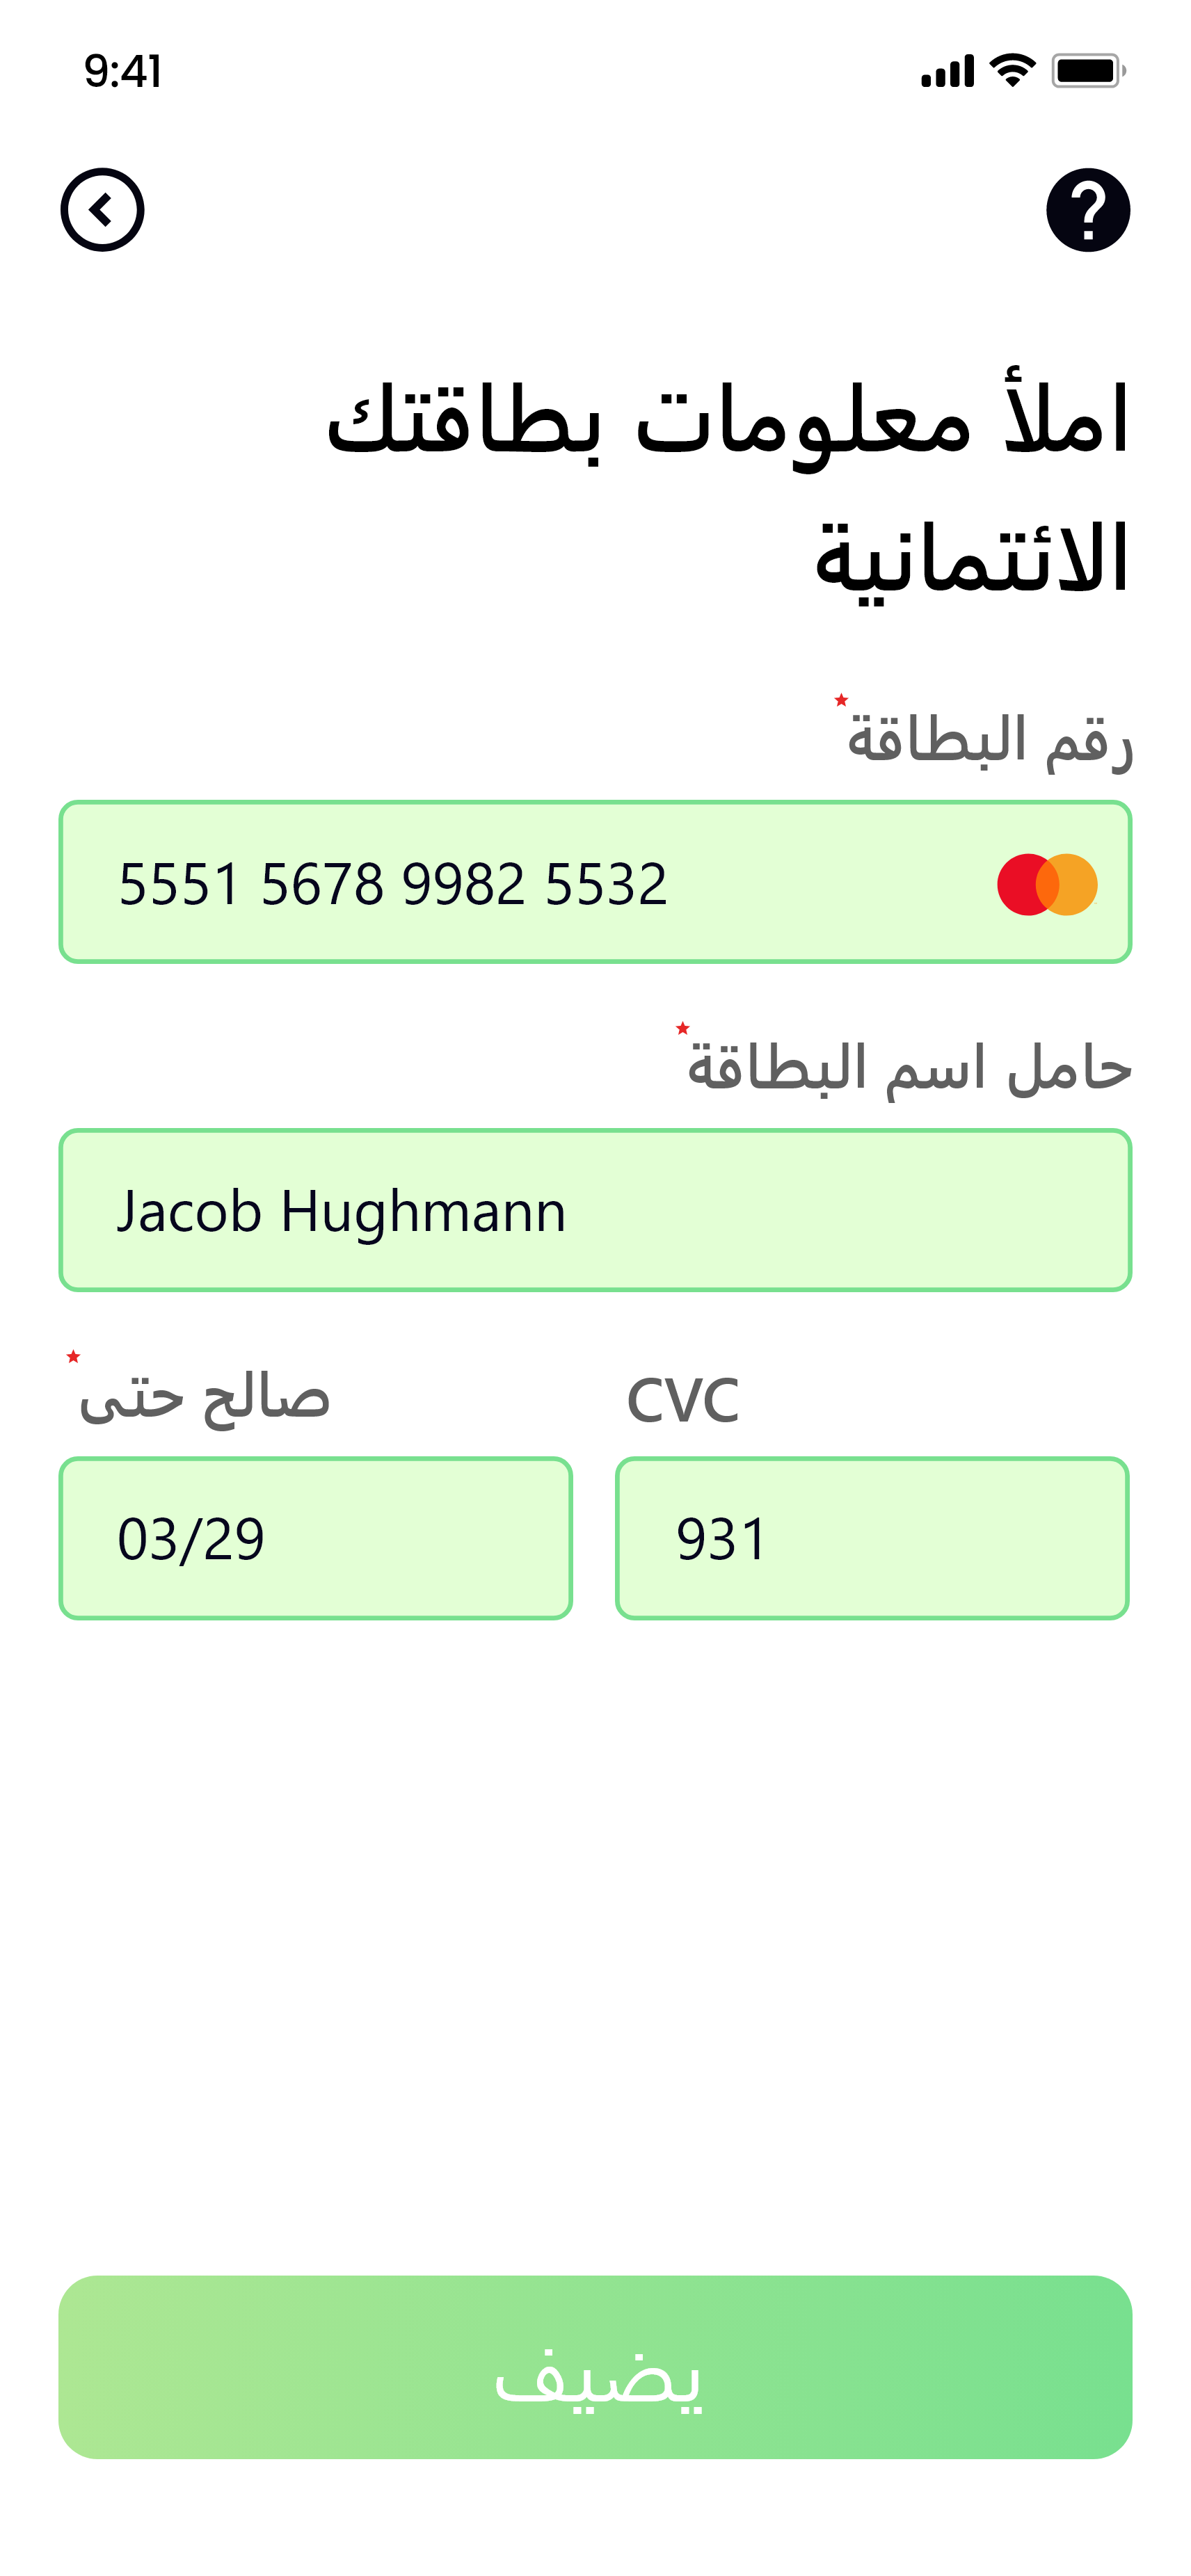 9:41
املأ معلومات بطاقتك
الائتمانية
رقم البطاقة*
5551 5678 9982 5532
حامل اسم البطاقة*
Jacob Hughmann
صالح حتى*
CVC
03/29
931
يضيف